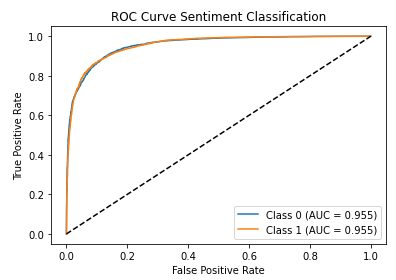 ROC Curve Sentiment Classification
True Positive Rate
1.0
0.8
0.6
0.4
0.2
0.0
Class 0 (AUC = 0.955)
Class 1 (AUC = 0.955)
0.0 0.2 0.4 0.6 0.8 1.0
False Positive Rate